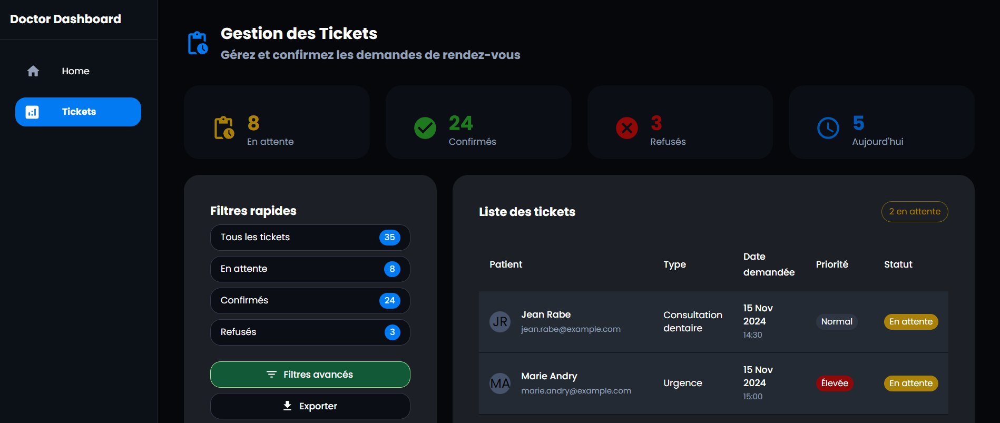 Doctor Dashboard
Home
Tickets
Gestion des Tickets
Gérez et confirmez les demandes de rendez-vous
8
En attente
24
Confirmés
3
Refusés
5
Aujourd'hui
Filtres rapides
Tous les tickets 35
En attente 8
Confirmés 24
Refusés 3
Filtres avancés
Exporter
Liste des tickets
2 en attente
Patient Type Date demandée Priorité Statut
JR
Jean Rabe
jean.rabe@example.com
Consultation
dentaire
15 Nov
2024
14:30
Normal
En attente
MA
Marie Andry
marie.andry@example.com
Urgence
15 Nov
2024
15:00
Élevée
En attente